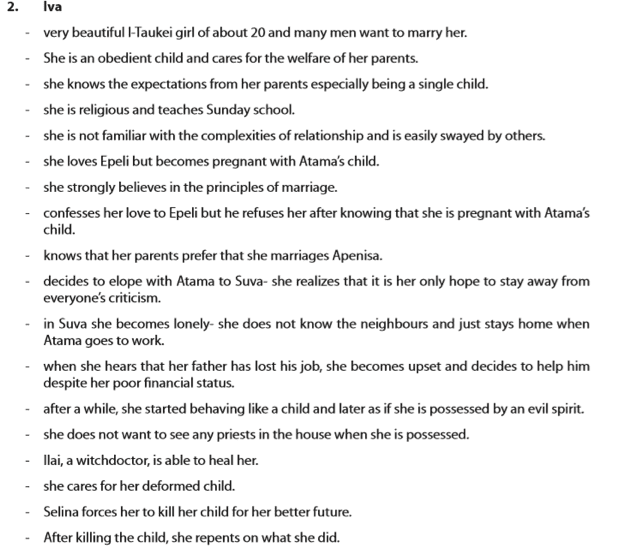 2. Iva
- very beautiful I-Taukei girl of about 20 and many men want to marry her.
- She is an obedient child and cares for the welfare of her parents.
- she knows the expectations from her parents especially being a single child.
- she is religious and teaches Sunday school.
- she is not familiar with the complexities of relationship and is easily swayed by others.
- she loves Epeli but becomes pregnant with Atama's child.
- she strongly believes in the principles of marriage.
- confesses her love to Epeli but he refuses her after knowing that she is pregnant with Atama's
child.
- knows that her parents prefer that she marriages Apenisa.
- decides to elope with Atama to Suva- she realizes that it is her only hope to stay away from
everyone's criticism.
- in Suva she becomes lonely- she does not know the neighbours and just stays home when
Atama goes to work.
- when she hears that her father has lost his job, she becomes upset and decides to help him
despite her poor financial status.
- after a while, she started behaving like a child and later as if she is possessed by an evil spirit.
- she does not want to see any priests in the house when she is possessed.
- Ilai, a witchdoctor, is able to heal her.
- she cares for her deformed child.
- Selina forces her to kill her child for her better future.
- After killing the child, she repents on what she did.